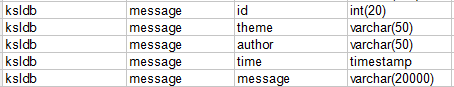 ksldb message id int(20)
ksldb message theme varchar(50)
ksldb message author varchar(50)
ksldb message time timestamp
ksldb message message varchar(20000)